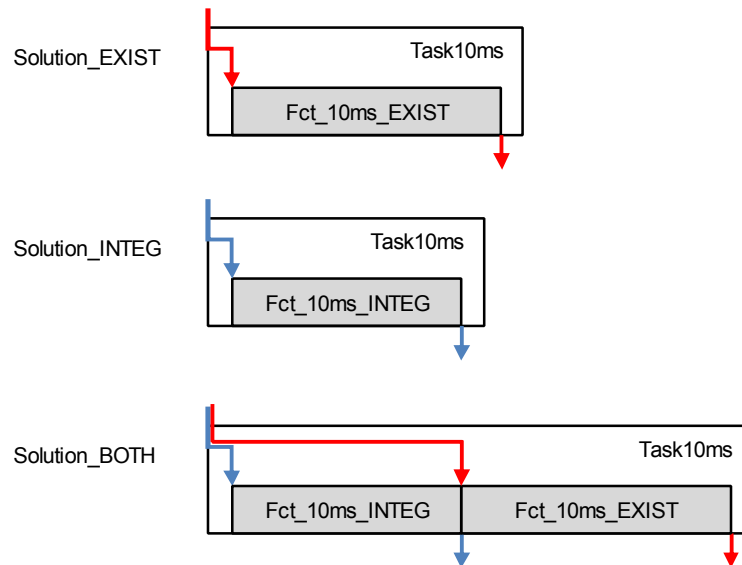 Solution_EXIST
Task10ms
Fct_10ms_EXIST
Solution_INTEG
Task10ms
Fct_10ms_INTEG
Solution_BOTH
Task10ms
Fct_10ms_INTEG
Fct_10ms_EXIST